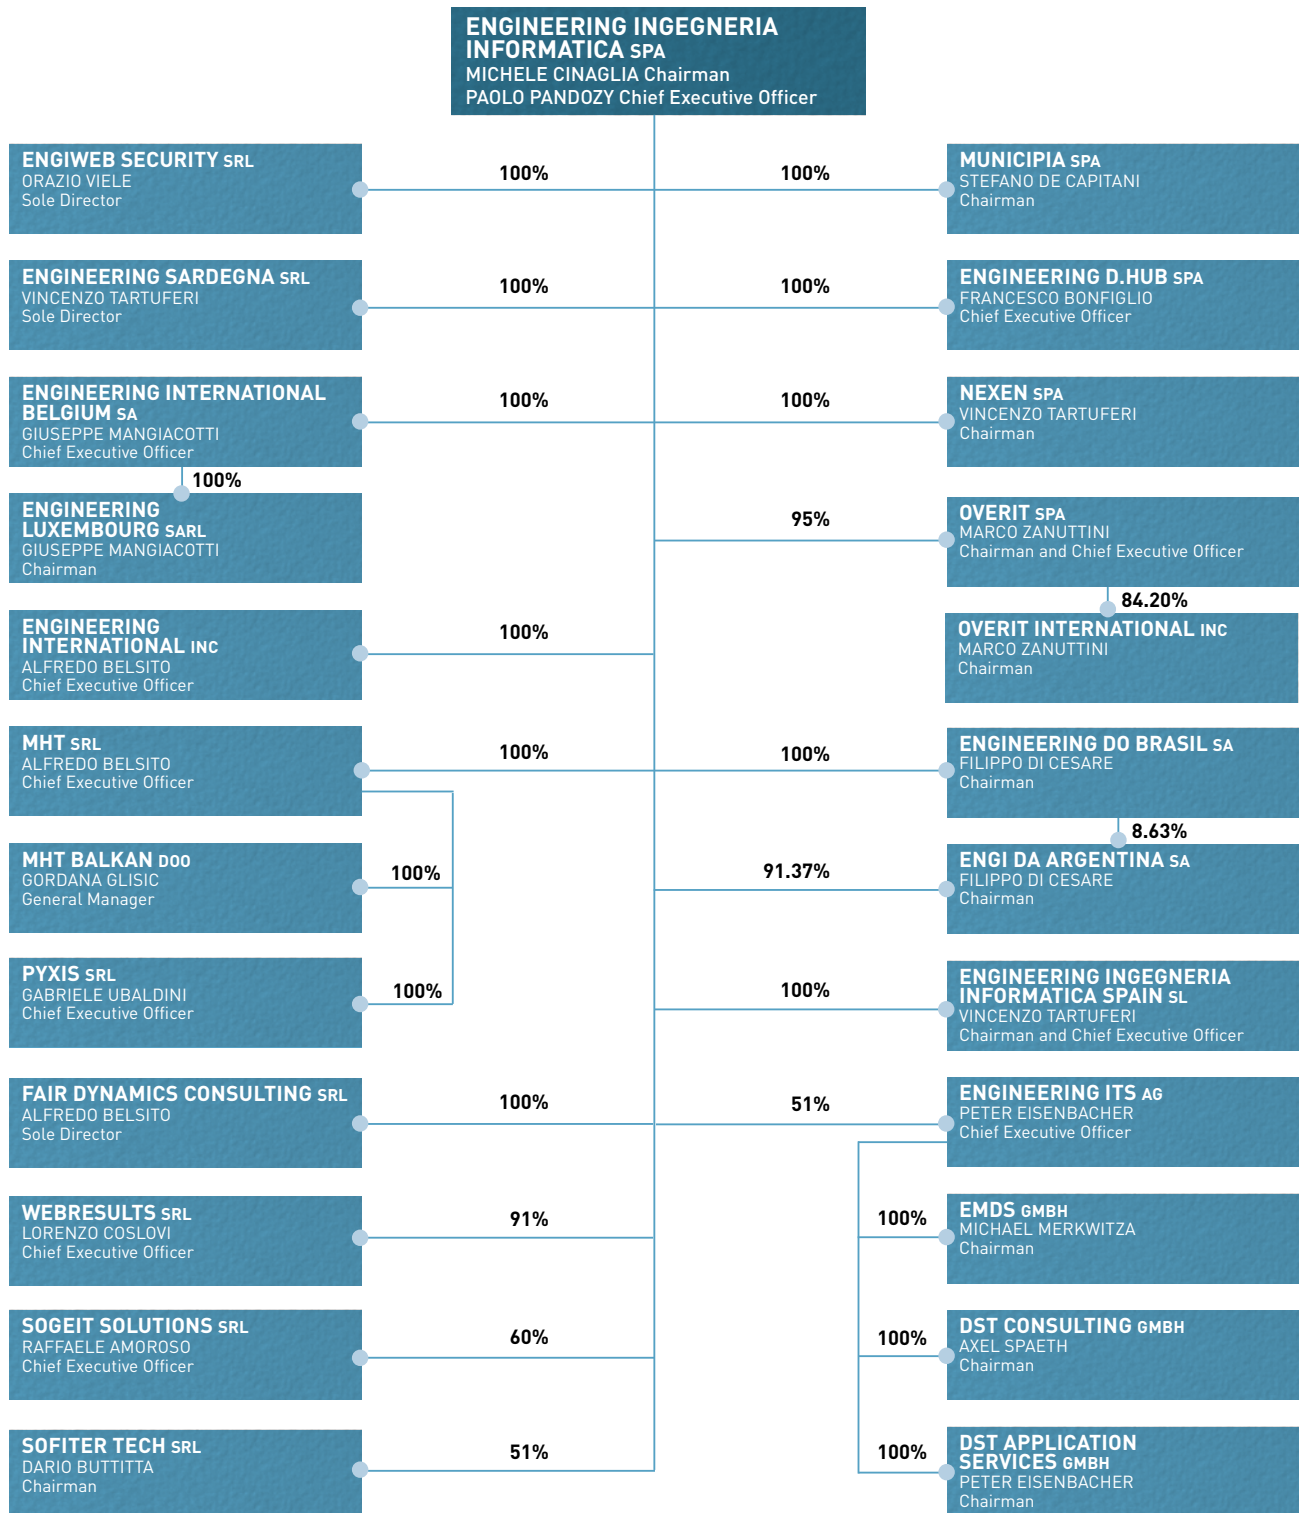 ENGINEERING INGEGNERIA
INFORMATICA SPA
MICHELE CINAGLIA Chairman
PAOLO PANDOZY Chief Executive Officer
ENGIWEB SECURITY SRL
ORAZIO VIELE
Sole Director
100%
100%
MUNICIPIA SPA
STEFANO DE CAPITANI
Chairman
ENGINEERING SARDEGNA SRL
VINCENZO TARTUFERI
Sole Director
100%
100%
ENGINEERING D.HUB SPA
FRANCESCO BONFIGLIO
Chief Executive Officer
ENGINEERING INTERNATIONAL
BELGIUM SA
GIUSEPPE MANGIACOTTI
Chief Executive Officer
100%
100%
NEXEN SPA
VINCENZO TARTUFERI
Chairman
100%
ENGINEERING
LUXEMBOURG SARL
GIUSEPPE MANGIACOTTI
Chairman
95%
OVERIT SPA
MARCO ZANUTTINI
Chairman and Chief Executive Officer
84.20%
OVERIT INTERNATIONAL INC
MARCO ZANUTTINI
Chairman
ENGINEERING
INTERNATIONAL INC
ALFREDO BELSITO
Chief Executive Officer
100%
MHT SRL
ALFREDO BELSITO
Chief Executive Officer
100%
100%
ENGINEERING DO BRASIL SA
FILIPPO DI CESARE
Chairman
8.63%
MHT BALKAN DOO
GORDANA GLISIC
General Manager
100%
91.37%
ENGI DA ARGENTINA SA
FILIPPO DI CESARE
Chairman
PYXIS SRL
GABRIELE UBALDINI
Chief Executive Officer
100%
100%
ENGINEERING INGEGNERIA
INFORMATICA SPAIN SL
VINCENZO TARTUFERI
Chairman and Chief Executive Officer
FAIR DYNAMICS CONSULTING SRL
ALFREDO BELSITO
Sole Director
100%
51%
ENGINEERING ITS AG
PETER EISENBACHER
Chief Executive Officer
WEBRESULTS SRL
LORENZO COSLOVI
Chief Executive Officer
91%
100%
EMDS GMBH
MICHAEL MERKWITZA
Chairman
SOGEIT SOLUTIONS SRL
RAFFAELE AMOROSO
Chief Executive Officer
60%
100%
DST CONSULTING GMBH
AXEL SPAETH
Chairman
SOFITER TECH SRL
DARIO BUTTITTA
Chairman
51%
100%
DST APPLICATION
SERVICES GMBH
PETER EISENBACHER
Chairman